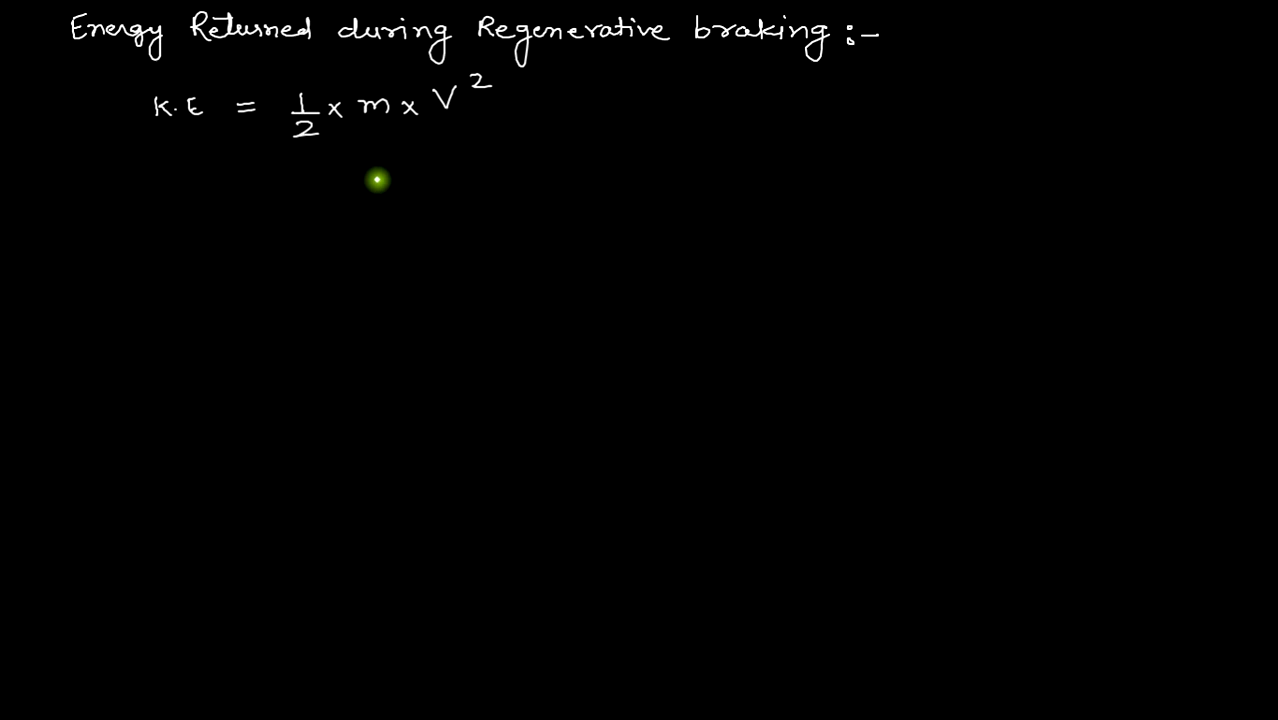 Energy Returned during Regenerative braking :-
K.E = 1/2 x m x V^2